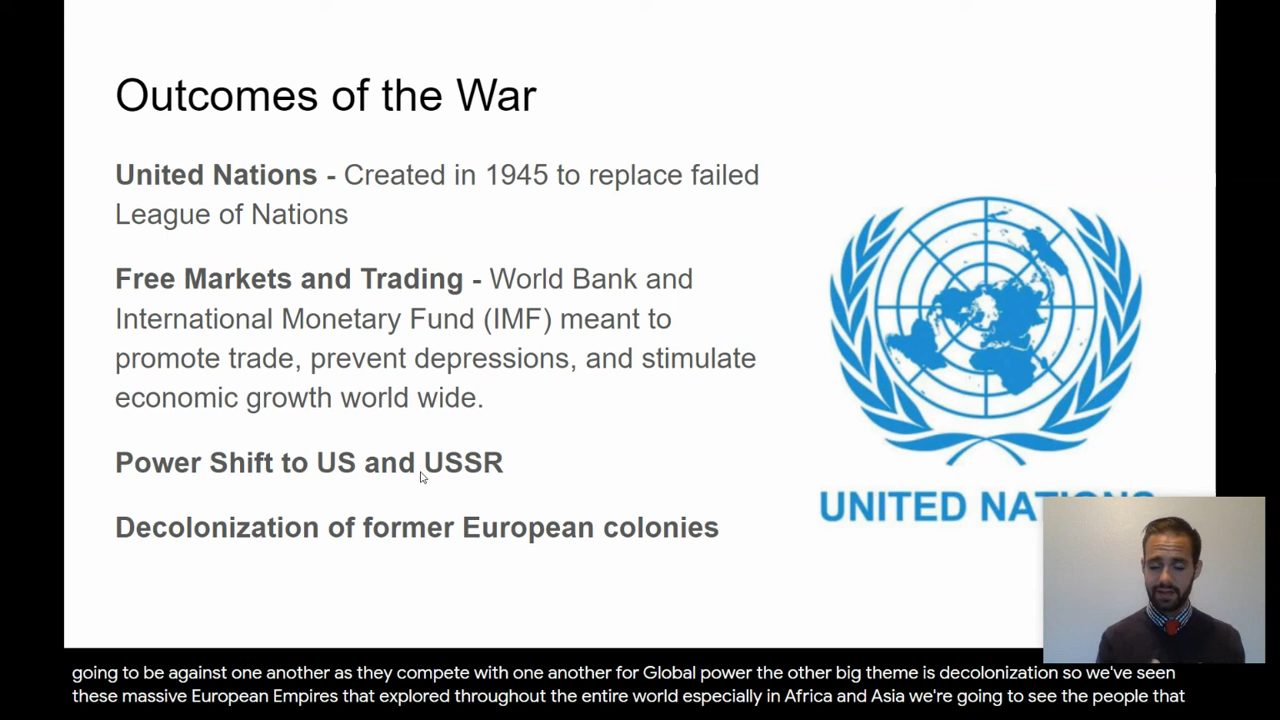 Outcomes of the War
United Nations - Created in 1945 to replace failed
League of Nations
Free Markets and Trading - World Bank and
International Monetary Fund (IMF) meant to
promote trade, prevent depressions, and stimulate
economic growth world wide.
Power Shift to US and USSR
Decolonization of former European colonies
UNITED
going to be against one another as they compete with one another for Global power the other big theme is decolonization so we've seen
these massive European Empires that explored throughout the entire world especially in Africa and Asia we're going to see the people that